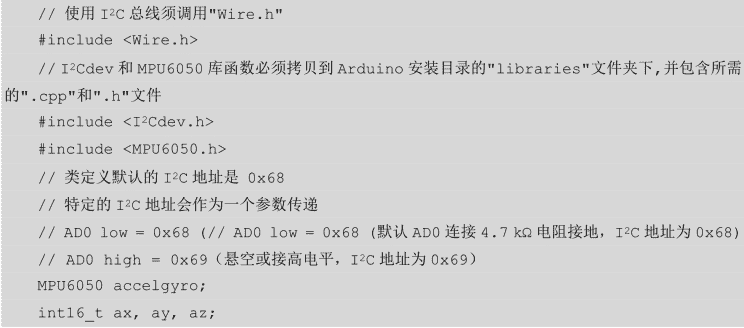 // 使用 I²C 总线须调用"Wire.h"
#include <Wire.h>
// I²Cdev 和 MPU6050 库函数必须拷贝到 Arduino 安装目录的"libraries"文件夹下,并包含所需
的".cpp"和".h"文件
#include <I²Cdev.h>
#include <MPU6050.h>
// 类定义默认的 I²C 地址是 0x68
// 特定的 I²C 地址会作为一个参数传递
// AD0 low = 0x68 (// AD0 low = 0x68 (默认 AD0 连接 4.7 kΩ 电阻接地，I²C 地址为 0x68)
// AD0 high = 0x69（悬空或接高电平，I²C 地址为 0x69）
MPU6050 accelgyro;
int16_t ax, ay, az;